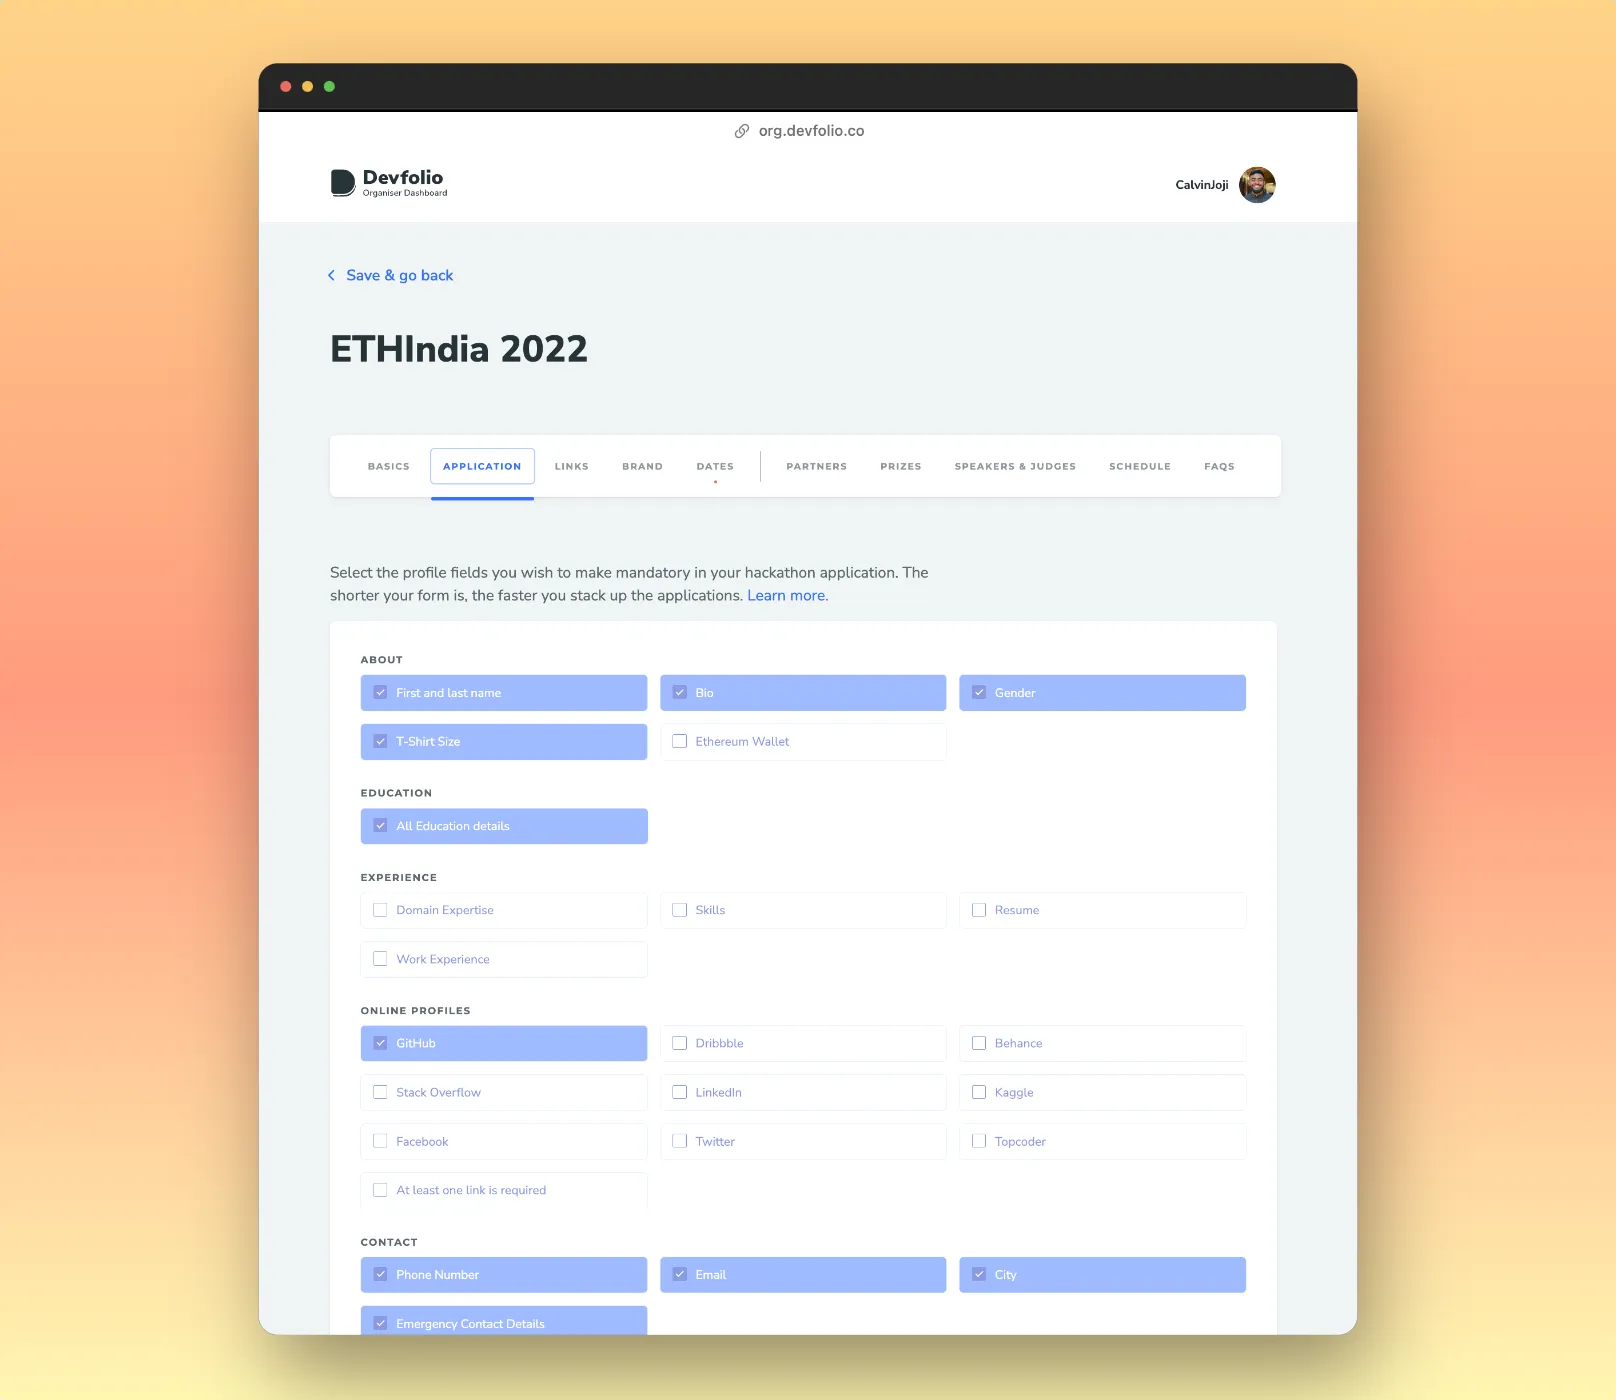 org.devfolio.co
Devfolio
Organiser Dashboard
CalvinJoji
Save & go back
ETHIndia 2022
BASICS
APPLICATION
LINKS
BRAND
DATES
PARTNERS
PRIZES
SPEAKERS & JUDGES
SCHEDULE
FAQS
Select the profile fields you wish to make mandatory in your hackathon application. The
shorter your form is, the faster you stack up the applications. Learn more.
ABOUT
First and last name
Bio
Gender
T-Shirt Size
Ethereum Wallet
EDUCATION
All Education details
EXPERIENCE
Domain Expertise
Skills
Resume
Work Experience
ONLINE PROFILES
GitHub
Dribbble
Behance
Stack Overflow
LinkedIn
Kaggle
Facebook
Twitter
Topcoder
At least one link is required
CONTACT
Phone Number
Email
City
Emergency Contact Details